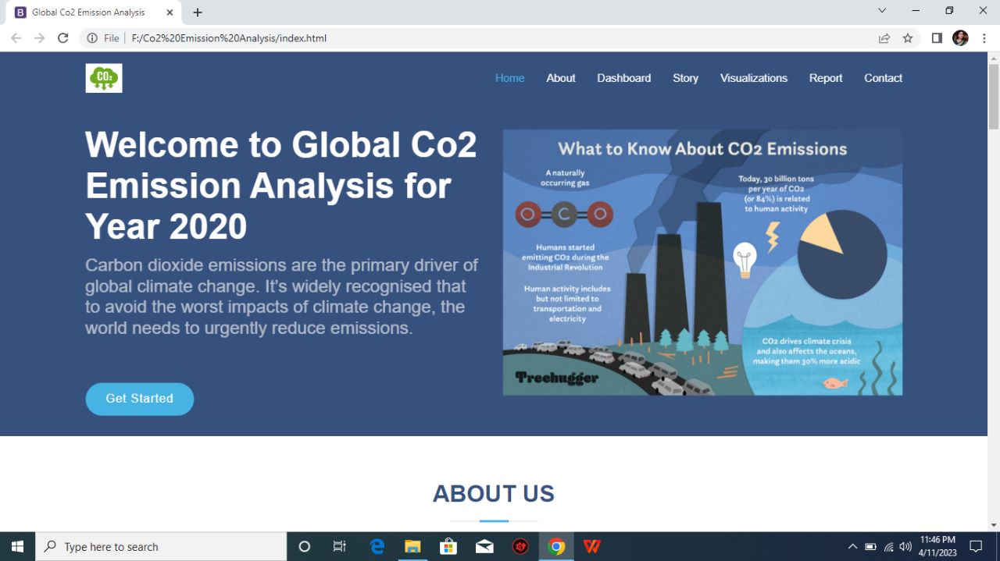 Global Co2 Emission Analysis
File
F:/Co2%20Emission%20Analysis/index.html
CO₂
Home
About
Dashboard
Story
Visualizations
Report
Contact
Welcome to Global Co2
Emission Analysis for
Year 2020
Carbon dioxide emissions are the primary driver of
global climate change. It’s widely recognised that
to avoid the worst impacts of climate change, the
world needs to urgently reduce emissions.
Get Started
What to Know About CO2 Emissions
A naturally
occurring gas
O C O
Humans started
emitting CO2 during the
Industrial Revolution
Human activity includes
but not limited to
transportation and
electricity
Today, 30 billion tons
per year of CO2
(or 84%) is related
to human activity
CO2 drives climate crisis
and also affects the oceans,
making them 30% more acidic
Treehugger
ABOUT US
Type here to search
11:46 PM
4/11/2023